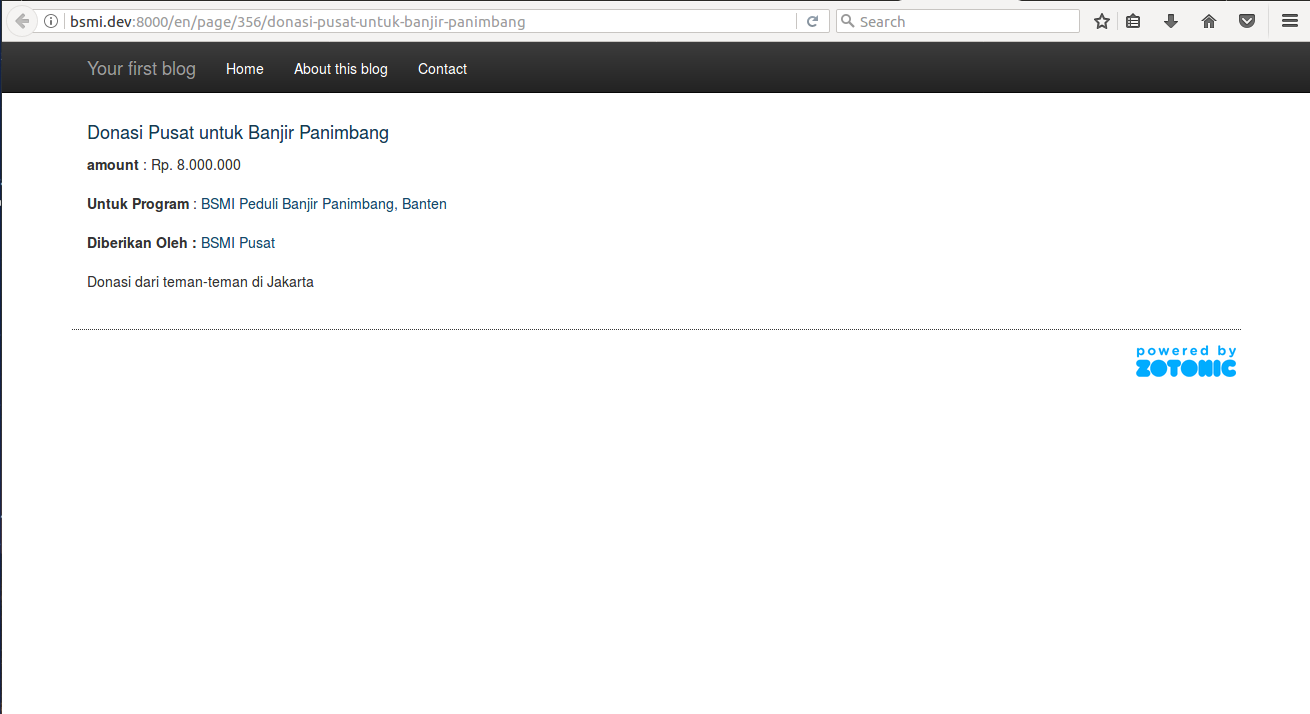 bsmi.dev:8000/en/page/356/donasi-pusat-untuk-banjir-panimbang
Search
Your first blog Home About this blog Contact
Donasi Pusat untuk Banjir Panimbang
amount : Rp. 8.000.000
Untuk Program : BSMI Peduli Banjir Panimbang, Banten
Diberikan Oleh : BSMI Pusat
Donasi dari teman-teman di Jakarta
powered by
ZOTONIC